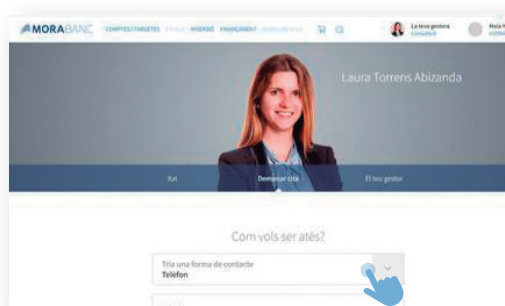 MORABANC COMPTES I TARGETES INVERSIÓ FINANÇAMENT La teva gestora
Laura Torrens Abizanda
Xat Demanar cita El teu gestor
Com vols ser atès?
Tria una forma de contacte
Telèfon